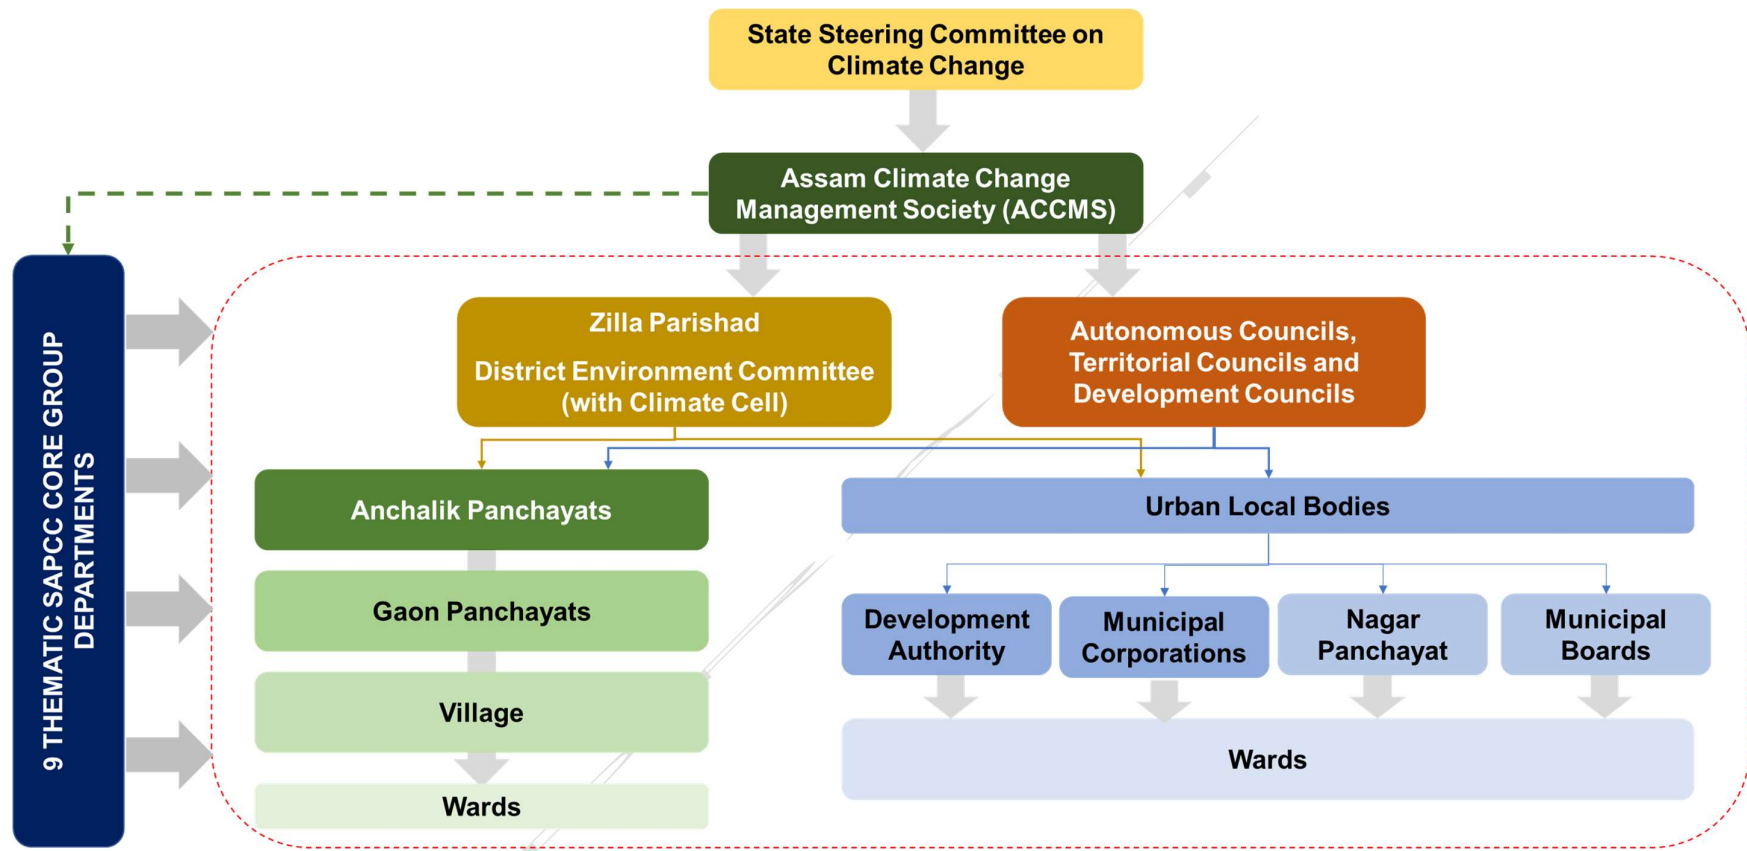 State Steering Committee on
Climate Change
Assam Climate Change
Management Society (ACCMS)
9 THEMATIC SAPCC CORE GROUP
DEPARTMENTS
Zilla Parishad
District Environment Committee
(with Climate Cell)
Autonomous Councils,
Territorial Councils and
Development Councils
Anchalik Panchayats
Gaon Panchayats
Village
Wards
Urban Local Bodies
Development
Authority
Municipal
Corporations
Nagar
Panchayat
Municipal
Boards
Wards